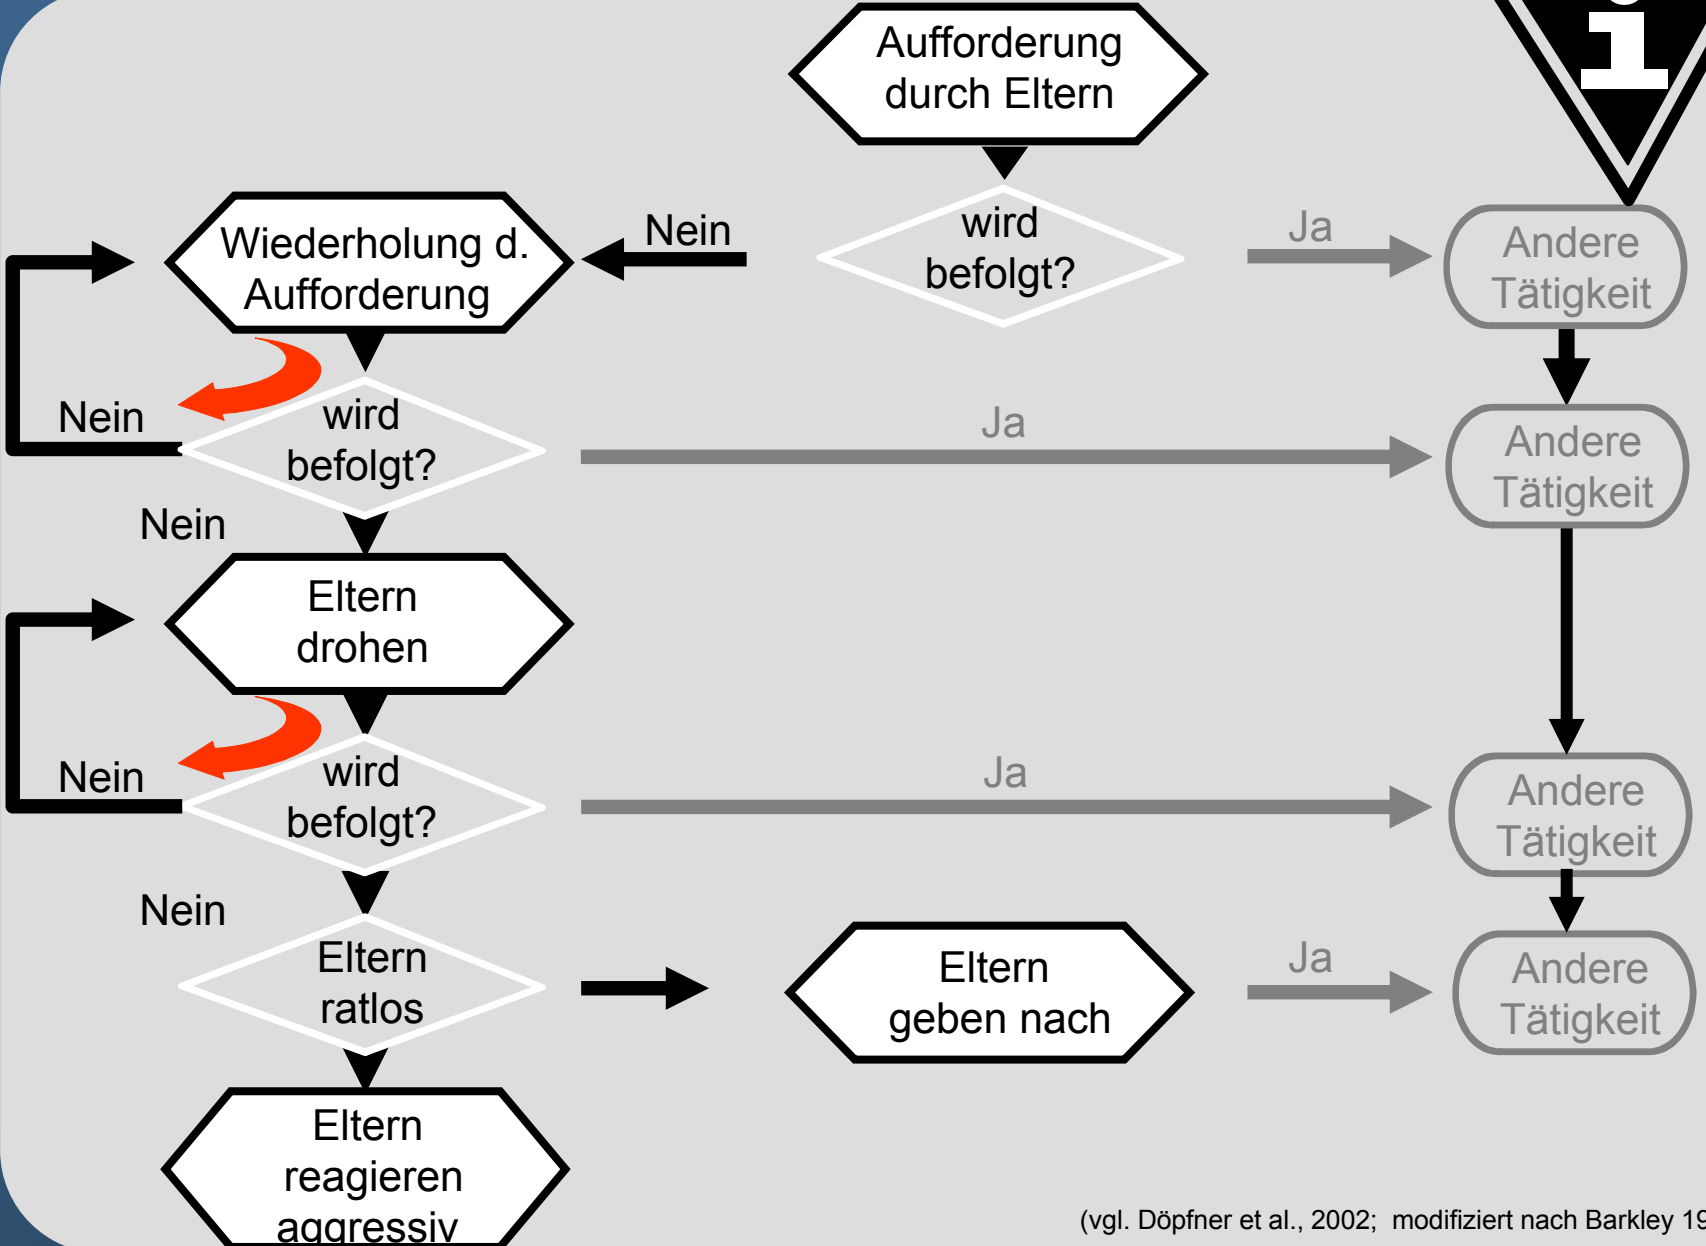 Aufforderung
durch Eltern
i
Wiederholung d.
Aufforderung
Nein
wird
befolgt?
Ja
Andere
Tätigkeit
Nein
wird
befolgt?
Ja
Andere
Tätigkeit
Nein
Eltern
drohen
Nein
wird
befolgt?
Ja
Andere
Tätigkeit
Nein
Eltern
ratlos
Eltern
geben nach
Ja
Andere
Tätigkeit
Eltern
reagieren
aggressiv
(vgl. Döpfner et al., 2002; modifiziert nach Barkley 19